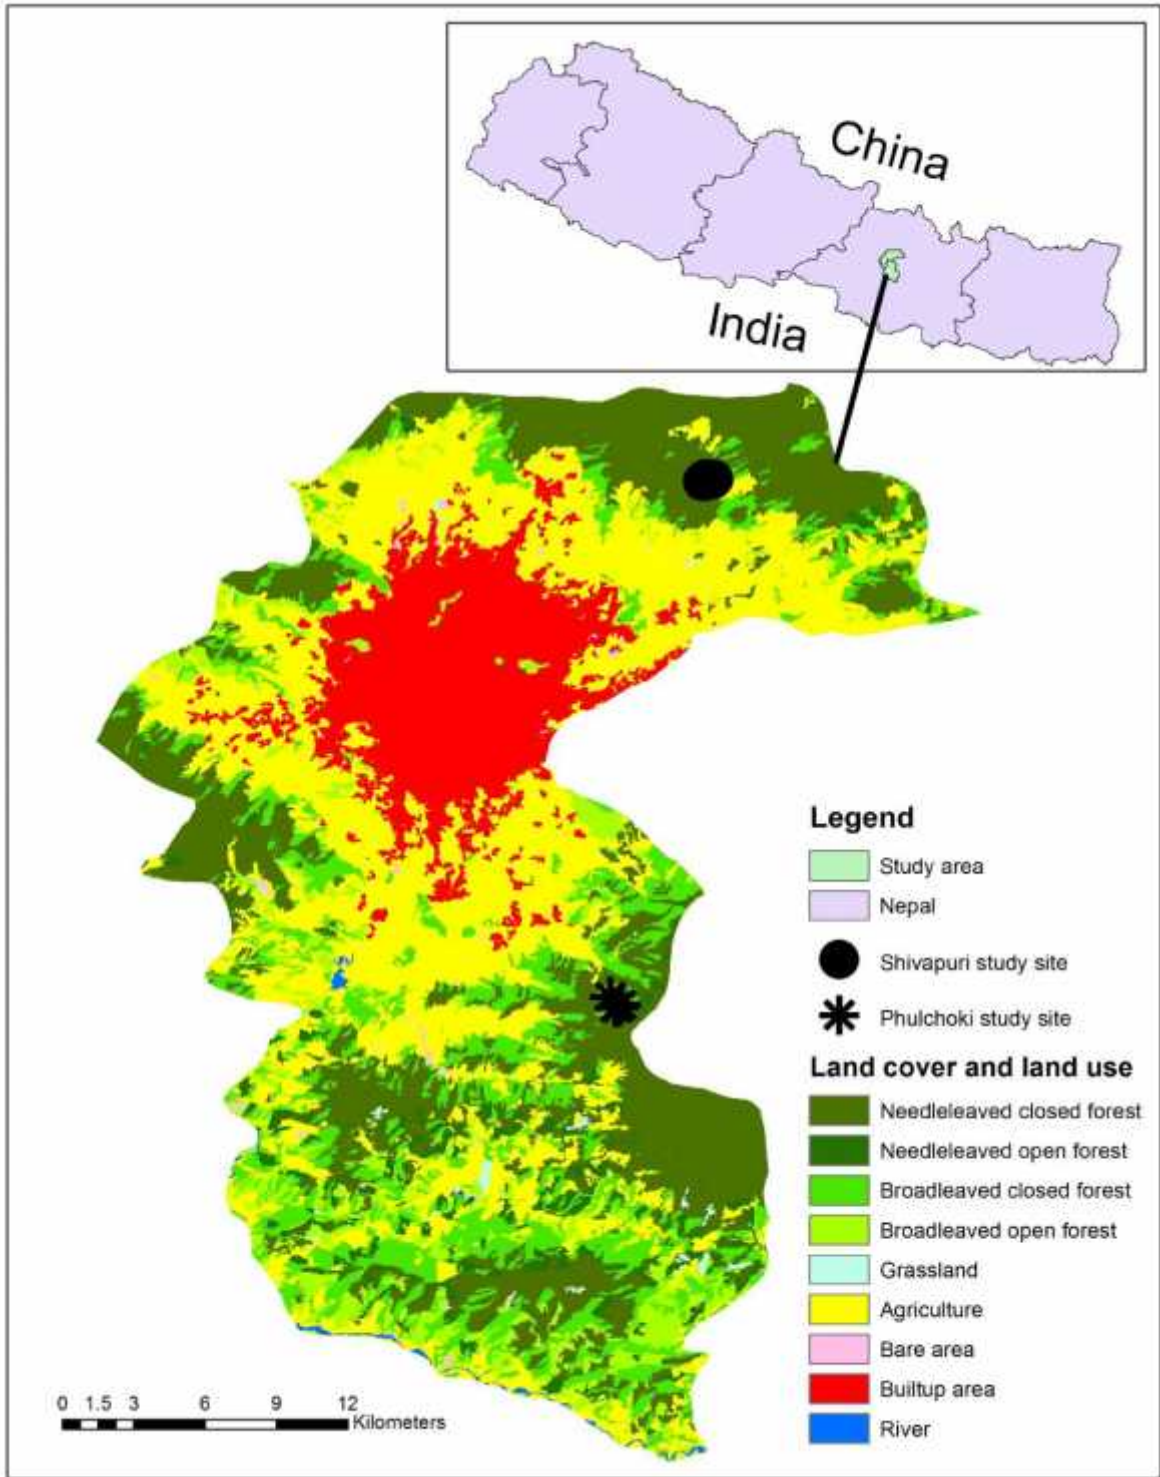 China
India
Legend
Study area
Nepal
Shivapuri study site
Phulchoki study site
Land cover and land use
Needleleaved closed forest
Needleleaved open forest
Broadleaved closed forest
Broadleaved open forest
Grassland
Agriculture
Bare area
Builtup area
River
0 1.5 3 6 9 12
Kilometers